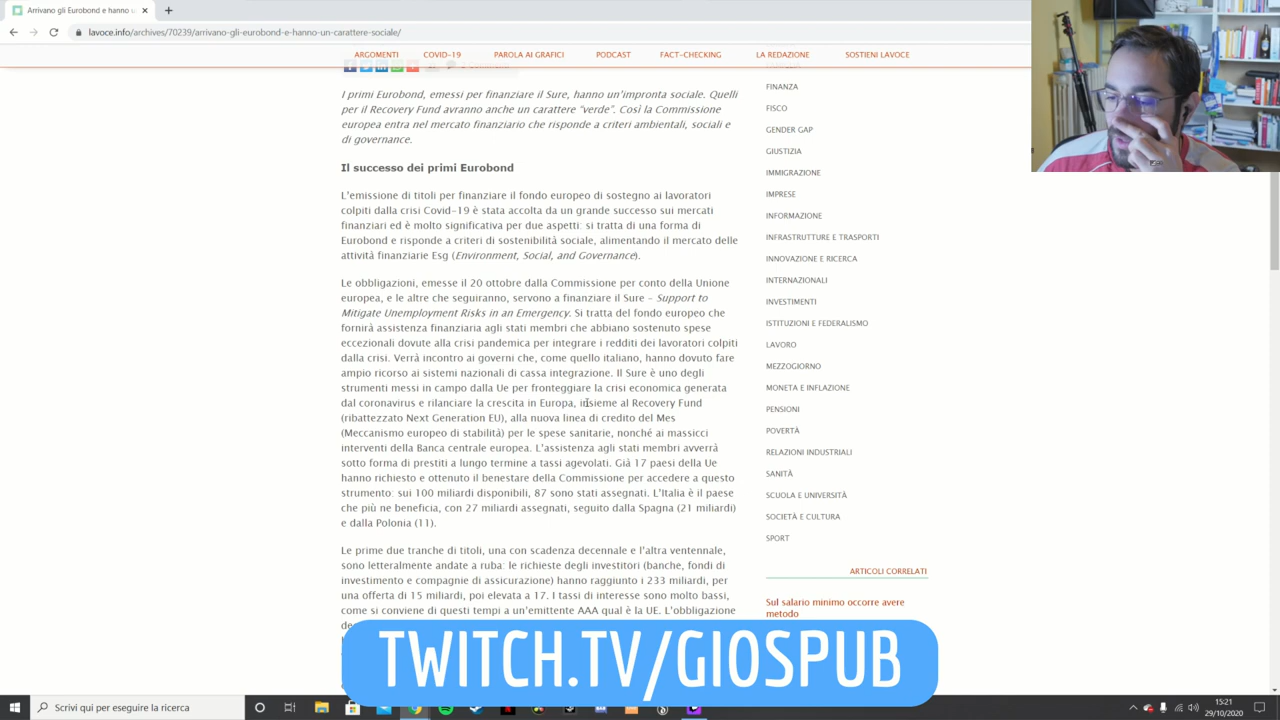 Arrivano gli Eurobond e hanno u
lavoce.info/archives/70239/arrivano-gli-eurobond-e-hanno-un-carattere-sociale/
ARGOMENTI COVID-19 PAROLA AI GRAFICI PODCAST FACT-CHECKING LA REDAZIONE SOSTIENI LAVOCE
I primi Eurobond, emessi per finanziare il Sure, hanno un'impronta sociale. Quelli
per il Recovery Fund avranno anche un carattere "verde". Così la Commissione
europea entra nel mercato finanziario che risponde a criteri ambientali, sociali e
di governance.
Il successo dei primi Eurobond
L'emissione di titoli per finanziare il fondo europeo di sostegno ai lavoratori
colpiti dalla crisi Covid-19 è stata accolta da un grande successo sui mercati
finanziari ed è molto significativa per due aspetti: si tratta di una forma di
Eurobond e risponde a criteri di sostenibilità sociale, alimentando il mercato delle
attività finanziarie Esg (Environment, Social, and Governance).
Le obbligazioni, emesse il 20 ottobre dalla Commissione per conto della Unione
europea, e le altre che seguiranno, servono a finanziare il Sure – Support to
Mitigate Unemployment Risks in an Emergency. Si tratta del fondo europeo che
fornirà assistenza finanziaria agli stati membri che abbiano sostenuto spese
eccezionali dovute alla crisi pandemica per integrare i redditi dei lavoratori colpiti
dalla crisi. Verrà incontro ai governi che, come quello italiano, hanno dovuto fare
ampio ricorso ai sistemi nazionali di cassa integrazione. Il Sure è uno degli
strumenti messi in campo dalla Ue per fronteggiare la crisi economica generata
dal coronavirus e rilanciare la crescita in Europa, insieme al Recovery Fund
(ribattezzato Next Generation EU), alla nuova linea di credito del Mes
(Meccanismo europeo di stabilità) per le spese sanitarie, nonché ai massicci
interventi della Banca centrale europea. L'assistenza agli stati membri avverrà
sotto forma di prestiti a lungo termine a tassi agevolati. Già 17 paesi della Ue
hanno richiesto e ottenuto il benestare della Commissione per accedere a questo
strumento: sui 100 miliardi disponibili, 87 sono stati assegnati. L'Italia è il paese
che più ne beneficia, con 27 miliardi assegnati, seguito dalla Spagna (21 miliardi)
e dalla Polonia (11).
Le prime due tranche di titoli, una con scadenza decennale e l'altra ventennale,
sono letteralmente andate a ruba: le richieste degli investitori (banche, fondi di
investimento e compagnie di assicurazione) hanno raggiunto i 233 miliardi, per
una offerta di 15 miliardi, poi elevata a 17. I tassi di interesse sono molto bassi,
come si conviene di questi tempi a un'emittente AAA qual è la UE. L'obbligazione
FINANZA
FISCO
GENDER GAP
GIUSTIZIA
IMMIGRAZIONE
IMPRESE
INFORMAZIONE
INFRASTRUTTURE E TRASPORTI
INNOVAZIONE E RICERCA
INTERNAZIONALI
INVESTIMENTI
ISTITUZIONI E FEDERALISMO
LAVORO
MEZZOGIORNO
MONETA E INFLAZIONE
PENSIONI
POVERTÀ
RELAZIONI INDUSTRIALI
SANITÀ
SCUOLA E UNIVERSITÀ
SOCIETÀ E CULTURA
SPORT
ARTICOLI CORRELATI
Sul salario minimo occorre avere
metodo
TWITCH.TV/GIOSPUB
Scrivi qui per eseguire la ricerca
15:21
29/10/2020